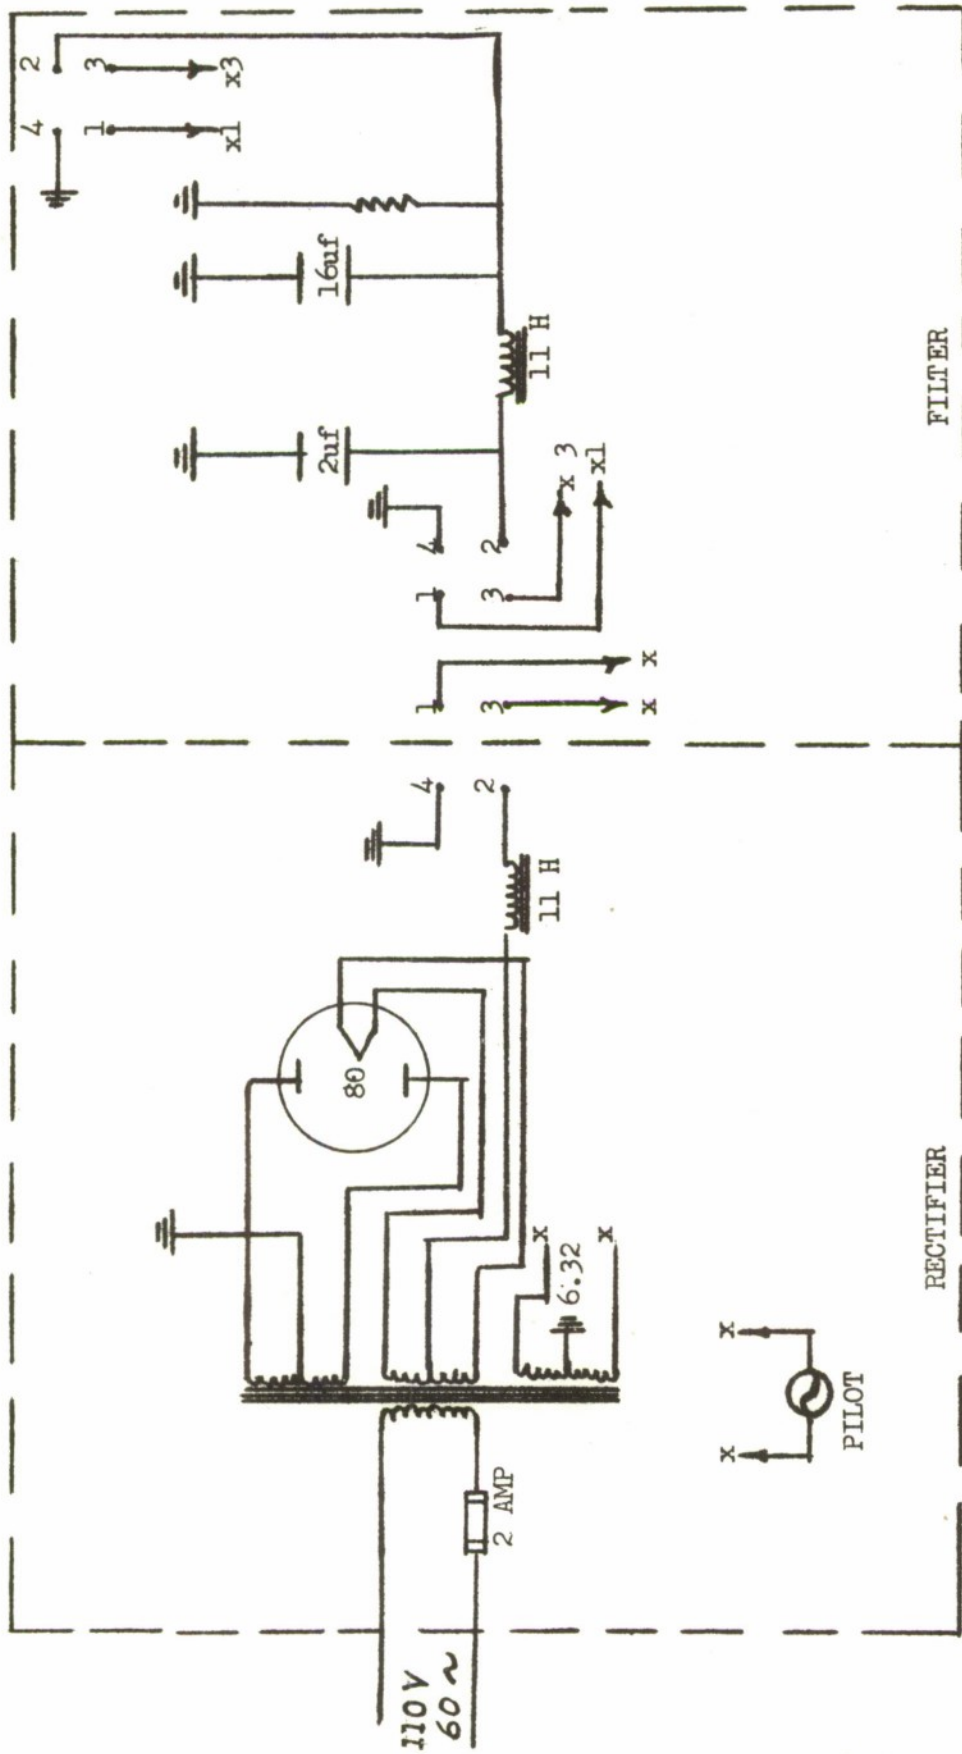 110V
60 ~
2 AMP
80
x
6.32
x
11 H
4
2
x x
PILOT
RECTIFIER
1
3
x x
1 4
3 2
x 3
x1
2uf
11 H
16uf
4 2
1 3
x1 x3
FILTER